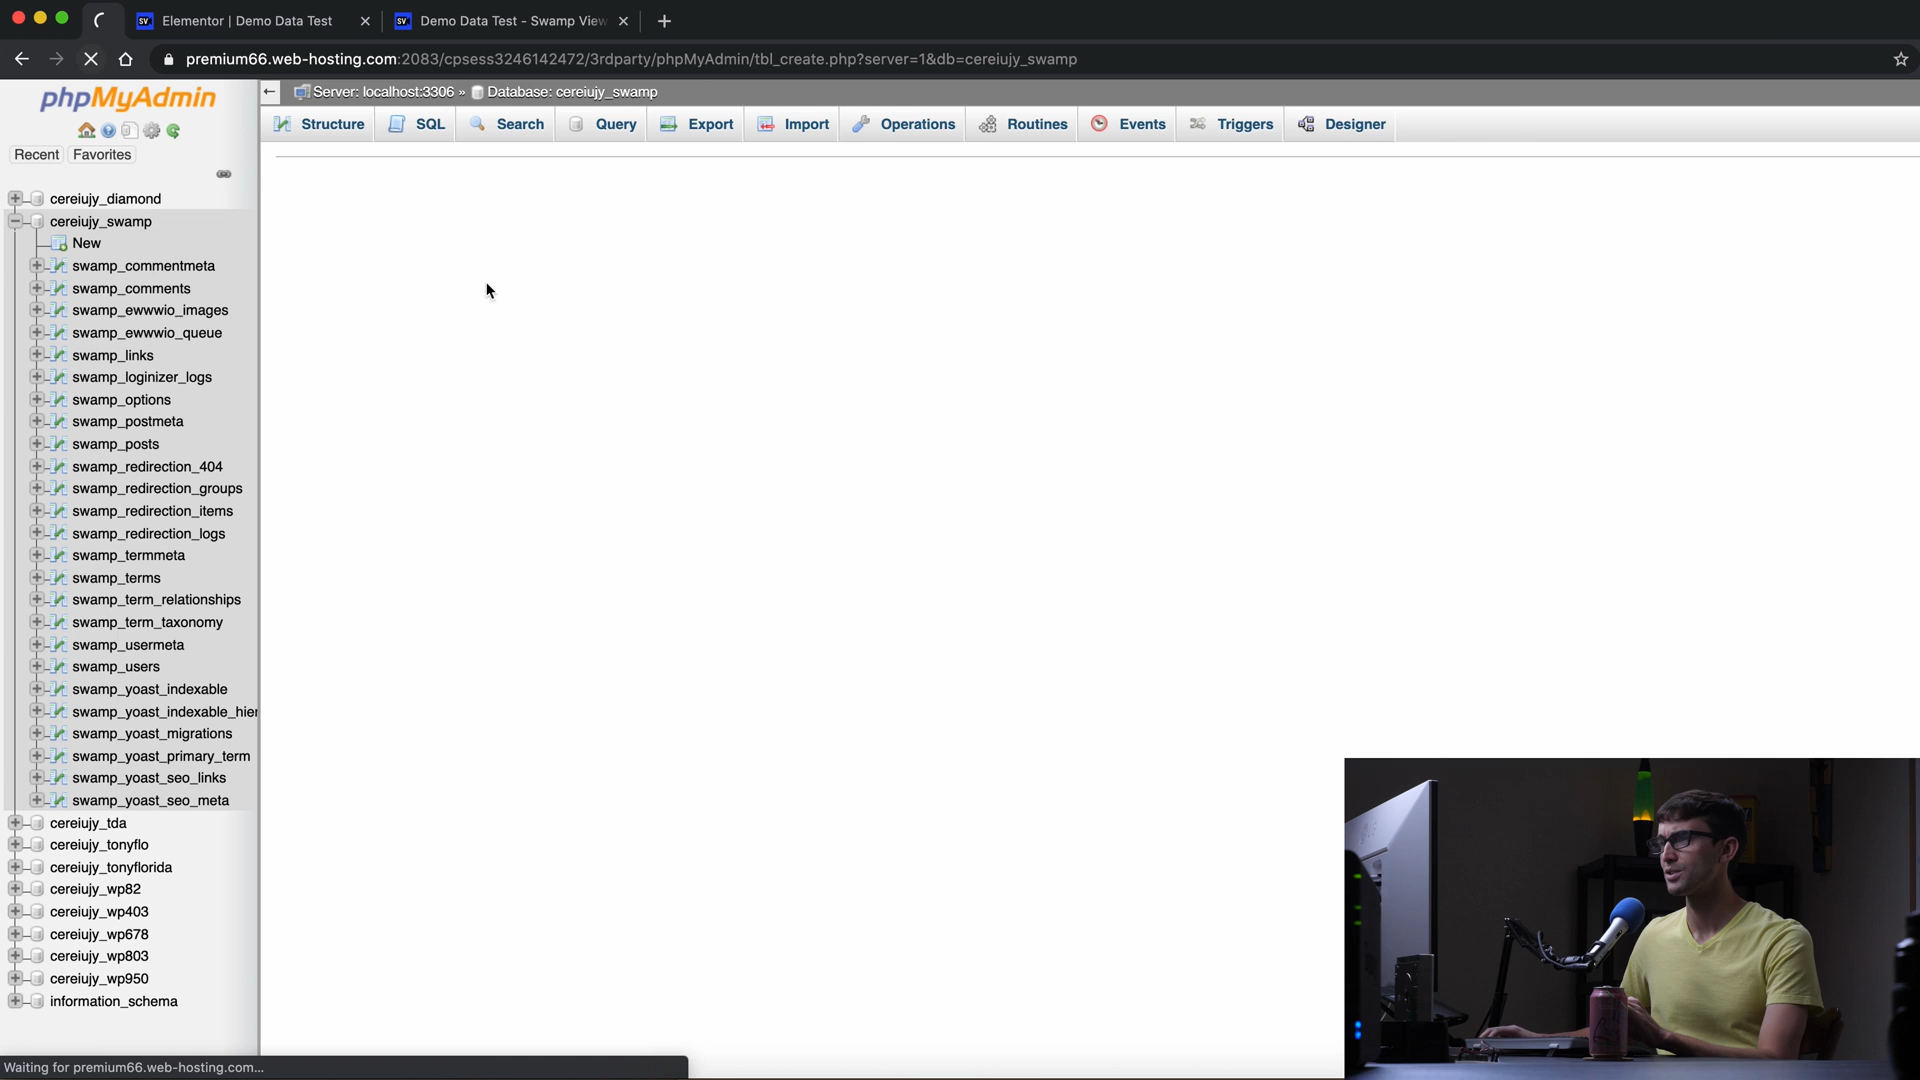 SV Elementor | Demo Data Test
SV Demo Data Test - Swamp View
premium66.web-hosting.com:2083/cpsess3246142472/3rdparty/phpMyAdmin/tbl_create.php?server=1&db=cereiujy_swamp
phpMyAdmin
Recent Favorites
Server: localhost:3306 » Database: cereiujy_swamp
Structure SQL Search Query Export Import Operations Routines Events Triggers Designer
cereiujy_diamond
cereiujy_swamp
New
swamp_commentmeta
swamp_comments
swamp_ewwwio_images
swamp_ewwwio_queue
swamp_links
swamp_loginizer_logs
swamp_options
swamp_postmeta
swamp_posts
swamp_redirection_404
swamp_redirection_groups
swamp_redirection_items
swamp_redirection_logs
swamp_termmeta
swamp_terms
swamp_term_relationships
swamp_term_taxonomy
swamp_usermeta
swamp_users
swamp_yoast_indexable
swamp_yoast_indexable_hier
swamp_yoast_migrations
swamp_yoast_primary_term
swamp_yoast_seo_links
swamp_yoast_seo_meta
cereiujy_tda
cereiujy_tonyflo
cereiujy_tonyflorida
cereiujy_wp82
cereiujy_wp403
cereiujy_wp678
cereiujy_wp803
cereiujy_wp950
information_schema
Waiting for premium66.web-hosting.com...